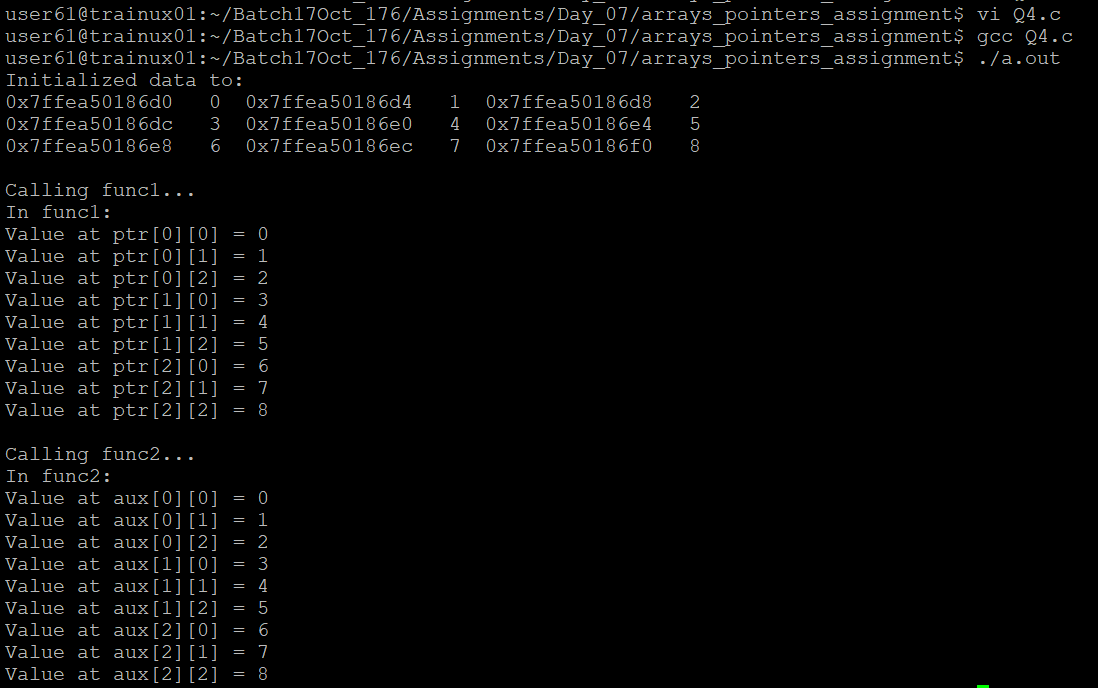 user61@trainux01:~/Batch17Oct_176/Assignments/Day_07/arrays_pointers_assignment$ vi Q4.c
user61@trainux01:~/Batch17Oct_176/Assignments/Day_07/arrays_pointers_assignment$ gcc Q4.c
user61@trainux01:~/Batch17Oct_176/Assignments/Day_07/arrays_pointers_assignment$ ./a.out
Initialized data to:
0x7ffea50186d0   0  0x7ffea50186d4   1  0x7ffea50186d8   2
0x7ffea50186dc   3  0x7ffea50186e0   4  0x7ffea50186e4   5
0x7ffea50186e8   6  0x7ffea50186ec   7  0x7ffea50186f0   8
Calling func1...
In func1:
Value at ptr[0][0] = 0
Value at ptr[0][1] = 1
Value at ptr[0][2] = 2
Value at ptr[1][0] = 3
Value at ptr[1][1] = 4
Value at ptr[1][2] = 5
Value at ptr[2][0] = 6
Value at ptr[2][1] = 7
Value at ptr[2][2] = 8
Calling func2...
In func2:
Value at aux[0][0] = 0
Value at aux[0][1] = 1
Value at aux[0][2] = 2
Value at aux[1][0] = 3
Value at aux[1][1] = 4
Value at aux[1][2] = 5
Value at aux[2][0] = 6
Value at aux[2][1] = 7
Value at aux[2][2] = 8